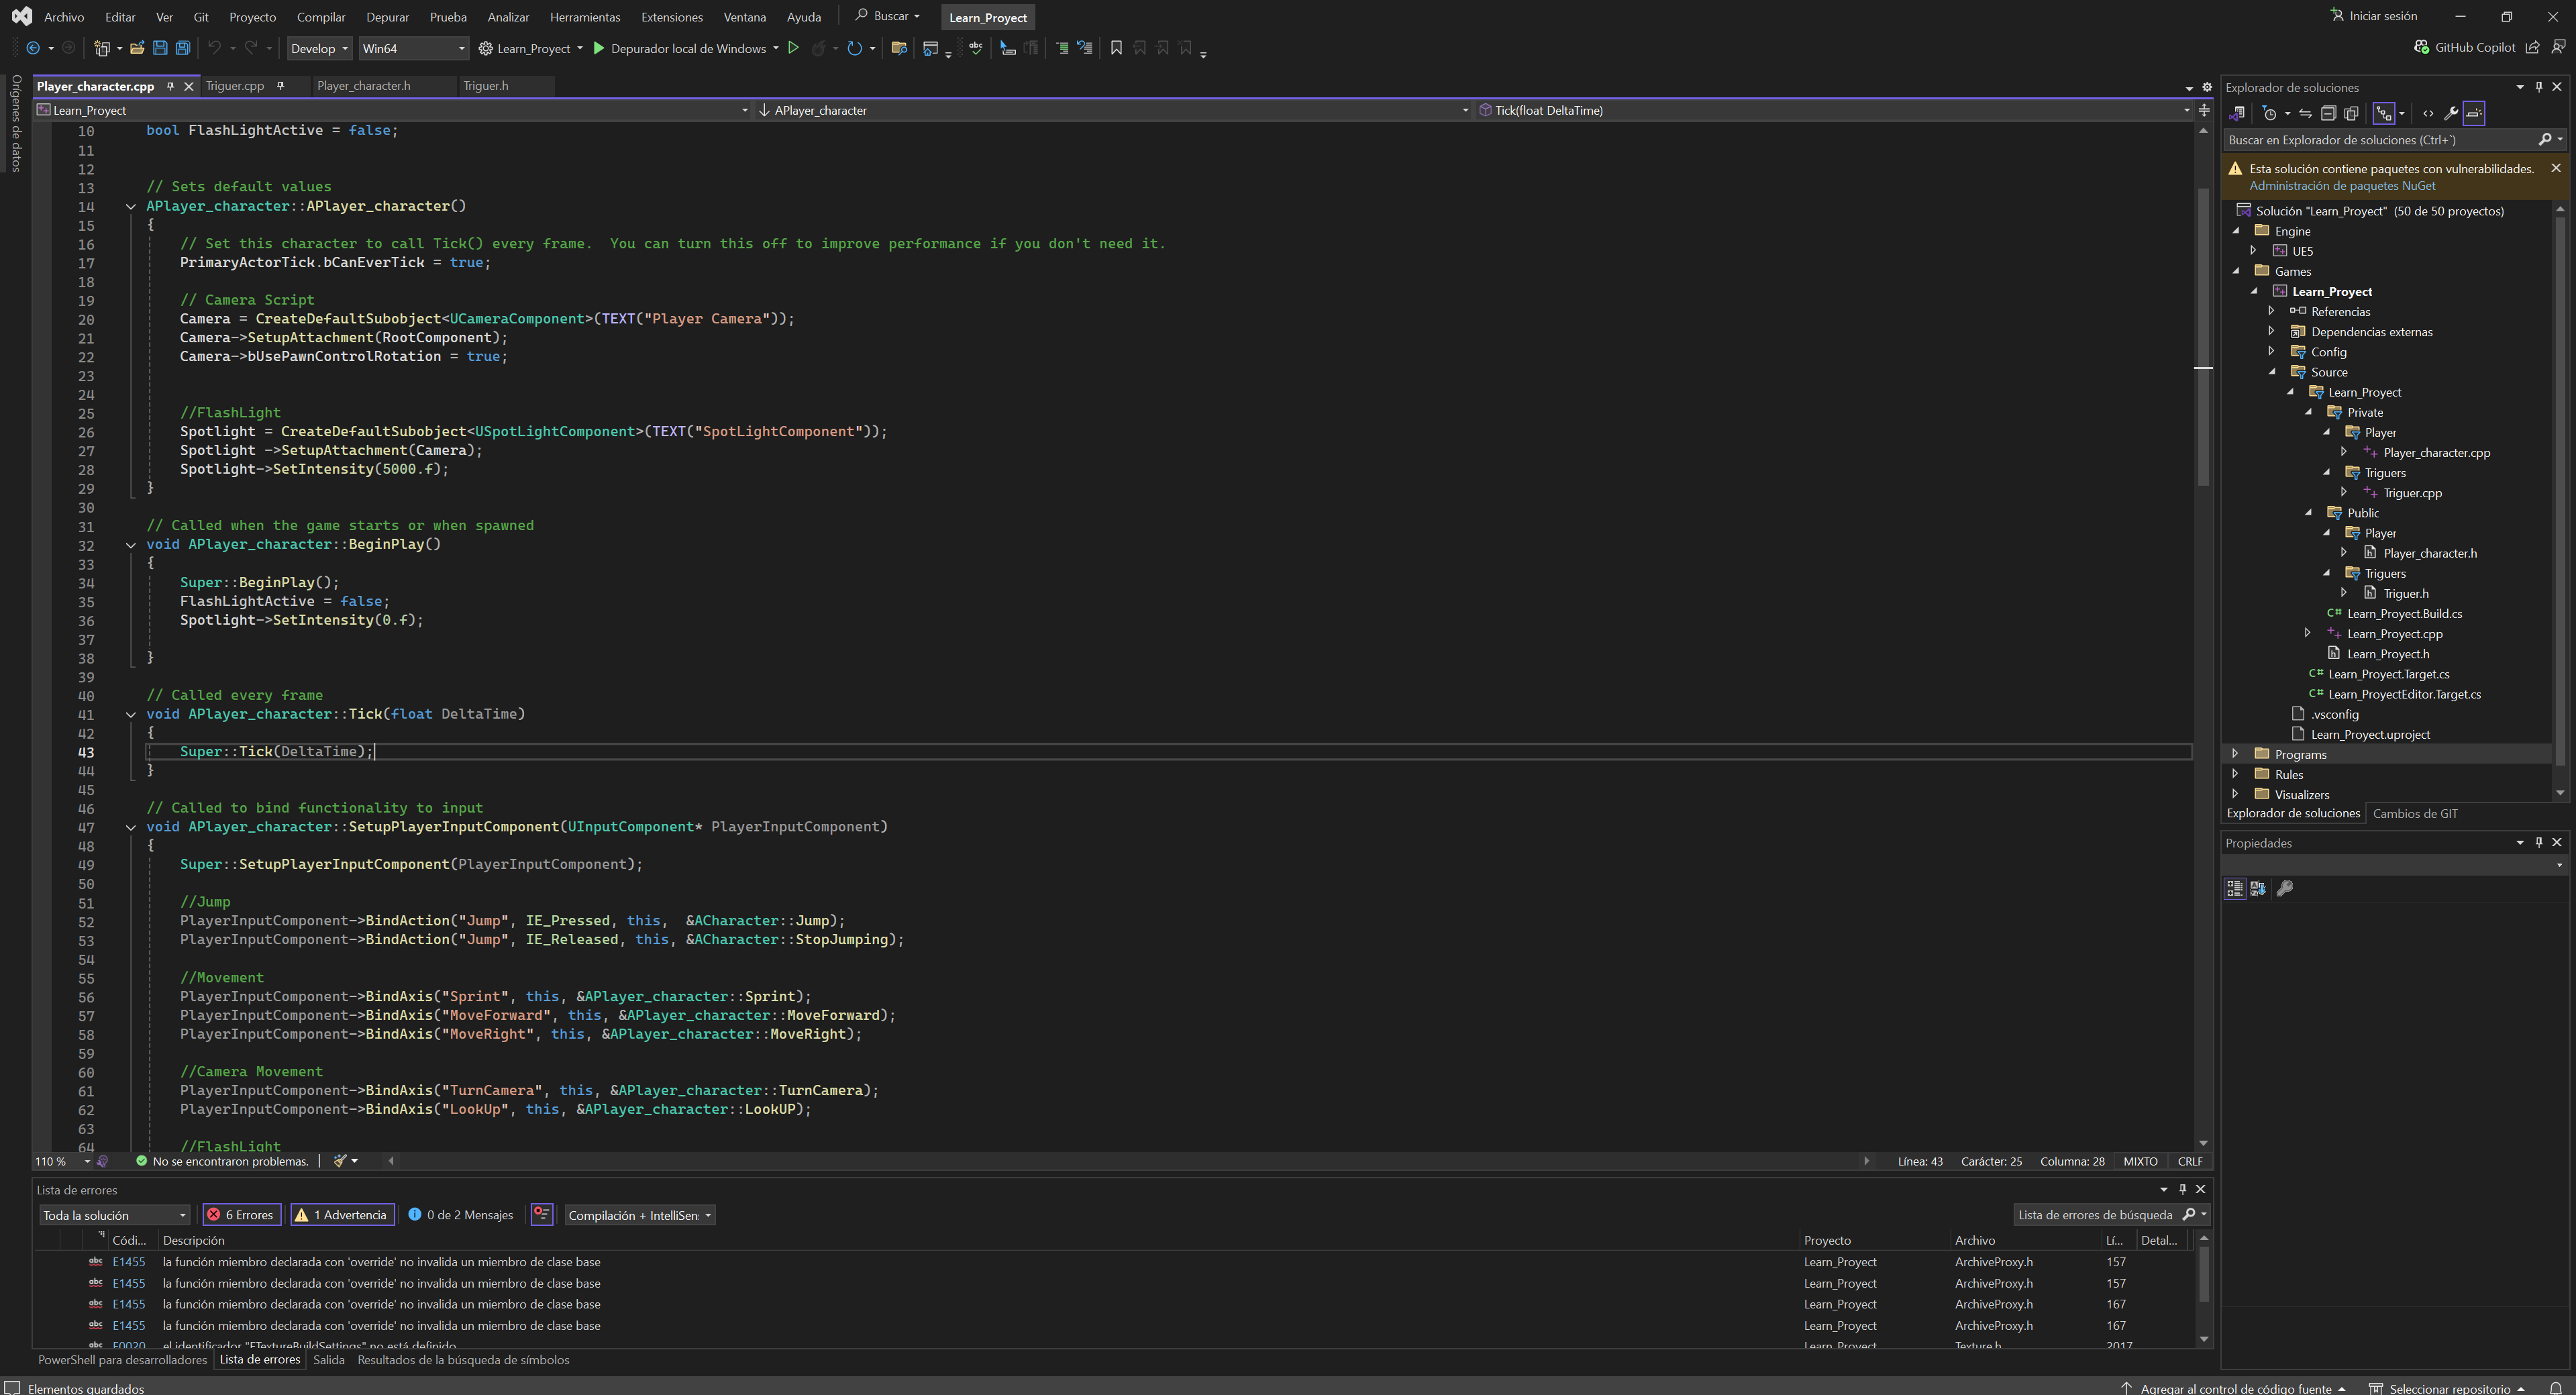 Archivo Editar Ver Git Proyecto Compilar Depurar Prueba Analizar Herramientas Extensiones Ventana Ayuda Buscar Learn_Proyect Iniciar sesión
Develop Win64 Learn_Proyect Depurador local de Windows GitHub Copilot
Orígenes de datos
Player_character.cpp Triguer.cpp Player_character.h Triguer.h
Learn_Proyect APlayer_character Tick(float DeltaTime)
10 bool FlashLightActive = false;
11
12
13 // Sets default values
14 APlayer_character::APlayer_character()
15 {
16 // Set this character to call Tick() every frame.  You can turn this off to improve performance if you don't need it.
17 PrimaryActorTick.bCanEverTick = true;
18
19 // Camera Script
20 Camera = CreateDefaultSubobject<UCameraComponent>(TEXT("Player Camera"));
21 Camera->SetupAttachment(RootComponent);
22 Camera->bUsePawnControlRotation = true;
23
24
25 //FlashLight
26 Spotlight = CreateDefaultSubobject<USpotLightComponent>(TEXT("SpotLightComponent"));
27 Spotlight ->SetupAttachment(Camera);
28 Spotlight->SetIntensity(5000.f);
29 }
30
31 // Called when the game starts or when spawned
32 void APlayer_character::BeginPlay()
33 {
34 Super::BeginPlay();
35 FlashLightActive = false;
36 Spotlight->SetIntensity(0.f);
37
38 }
39
40 // Called every frame
41 void APlayer_character::Tick(float DeltaTime)
42 {
43 Super::Tick(DeltaTime);
44 }
45
46 // Called to bind functionality to input
47 void APlayer_character::SetupPlayerInputComponent(UInputComponent* PlayerInputComponent)
48 {
49 Super::SetupPlayerInputComponent(PlayerInputComponent);
50
51 //Jump
52 PlayerInputComponent->BindAction("Jump", IE_Pressed, this,  &ACharacter::Jump);
53 PlayerInputComponent->BindAction("Jump", IE_Released, this, &ACharacter::StopJumping);
54
55 //Movement
56 PlayerInputComponent->BindAxis("Sprint", this, &APlayer_character::Sprint);
57 PlayerInputComponent->BindAxis("MoveForward", this, &APlayer_character::MoveForward);
58 PlayerInputComponent->BindAxis("MoveRight", this, &APlayer_character::MoveRight);
59
60 //Camera Movement
61 PlayerInputComponent->BindAxis("TurnCamera", this, &APlayer_character::TurnCamera);
62 PlayerInputComponent->BindAxis("LookUp", this, &APlayer_character::LookUP);
63
64 //FlashLight
110 % No se encontraron problemas. Línea: 43 Carácter: 25 Columna: 28 MIXTO CRLF
Lista de errores
Toda la solución 6 Errores 1 Advertencia 0 de 2 Mensajes Compilación + IntelliSen: Lista de errores de búsqueda
Códi... Descripción Proyecto Archivo Lí... Detal...
abc E1455 la función miembro declarada con 'override' no invalida un miembro de clase base Learn_Proyect ArchiveProxy.h 157
abc E1455 la función miembro declarada con 'override' no invalida un miembro de clase base Learn_Proyect ArchiveProxy.h 157
abc E1455 la función miembro declarada con 'override' no invalida un miembro de clase base Learn_Proyect ArchiveProxy.h 167
abc E1455 la función miembro declarada con 'override' no invalida un miembro de clase base Learn_Proyect ArchiveProxy.h 167
abc E0020 el identificador "FTextureBuildSettings" no está definido Learn_Proyect Texture.h 2017
PowerShell para desarrolladores Lista de errores Salida Resultados de la búsqueda de símbolos
Explorador de soluciones
Buscar en Explorador de soluciones (Ctrl+`)
Esta solución contiene paquetes con vulnerabilidades.
Administración de paquetes NuGet
Solución "Learn_Proyect" (50 de 50 proyectos)
Engine
UE5
Games
Learn_Proyect
Referencias
Dependencias externas
Config
Source
Learn_Proyect
Private
Player
Player_character.cpp
Triguers
Triguer.cpp
Public
Player
Player_character.h
Triguers
Triguer.h
C# Learn_Proyect.Build.cs
Learn_Proyect.cpp
Learn_Proyect.h
C# Learn_Proyect.Target.cs
C# Learn_ProyectEditor.Target.cs
.vsconfig
Learn_Proyect.uproject
Programs
Rules
Visualizers
Explorador de soluciones Cambios de GIT
Propiedades
Elementos guardados Agregar al control de código fuente Seleccionar repositorio